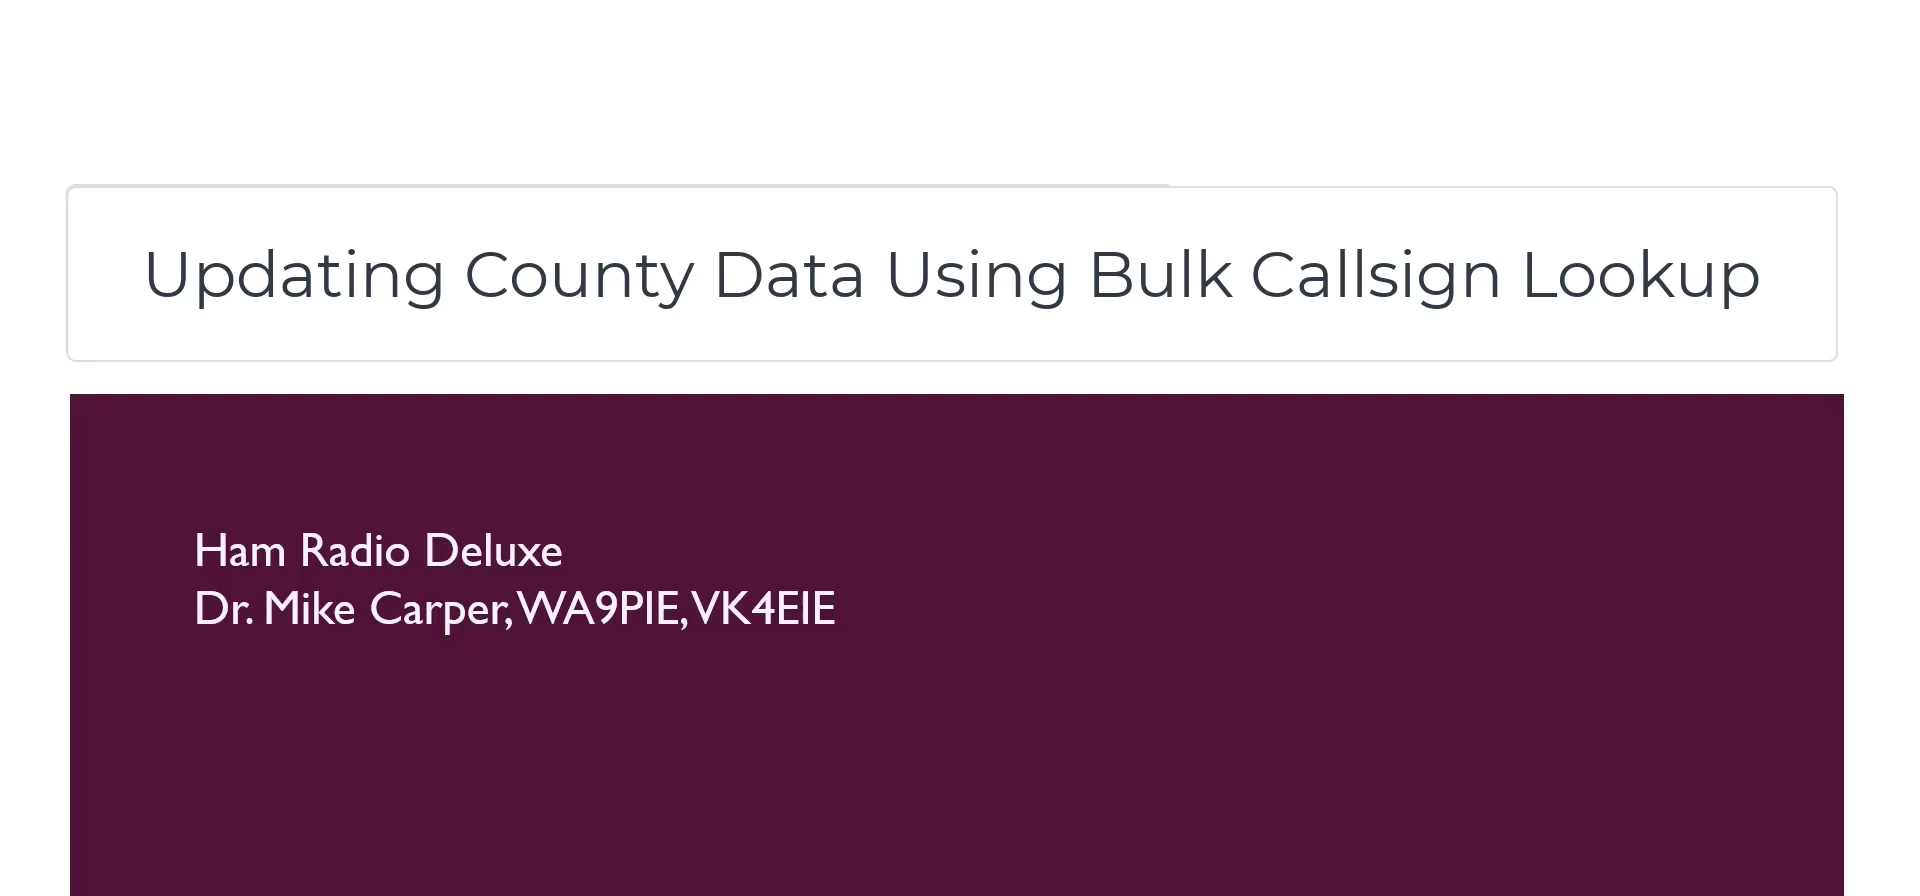 Updating County Data Using Bulk Callsign Lookup
Ham Radio Deluxe
Dr. Mike Carper, WA9PIE, VK4EIE